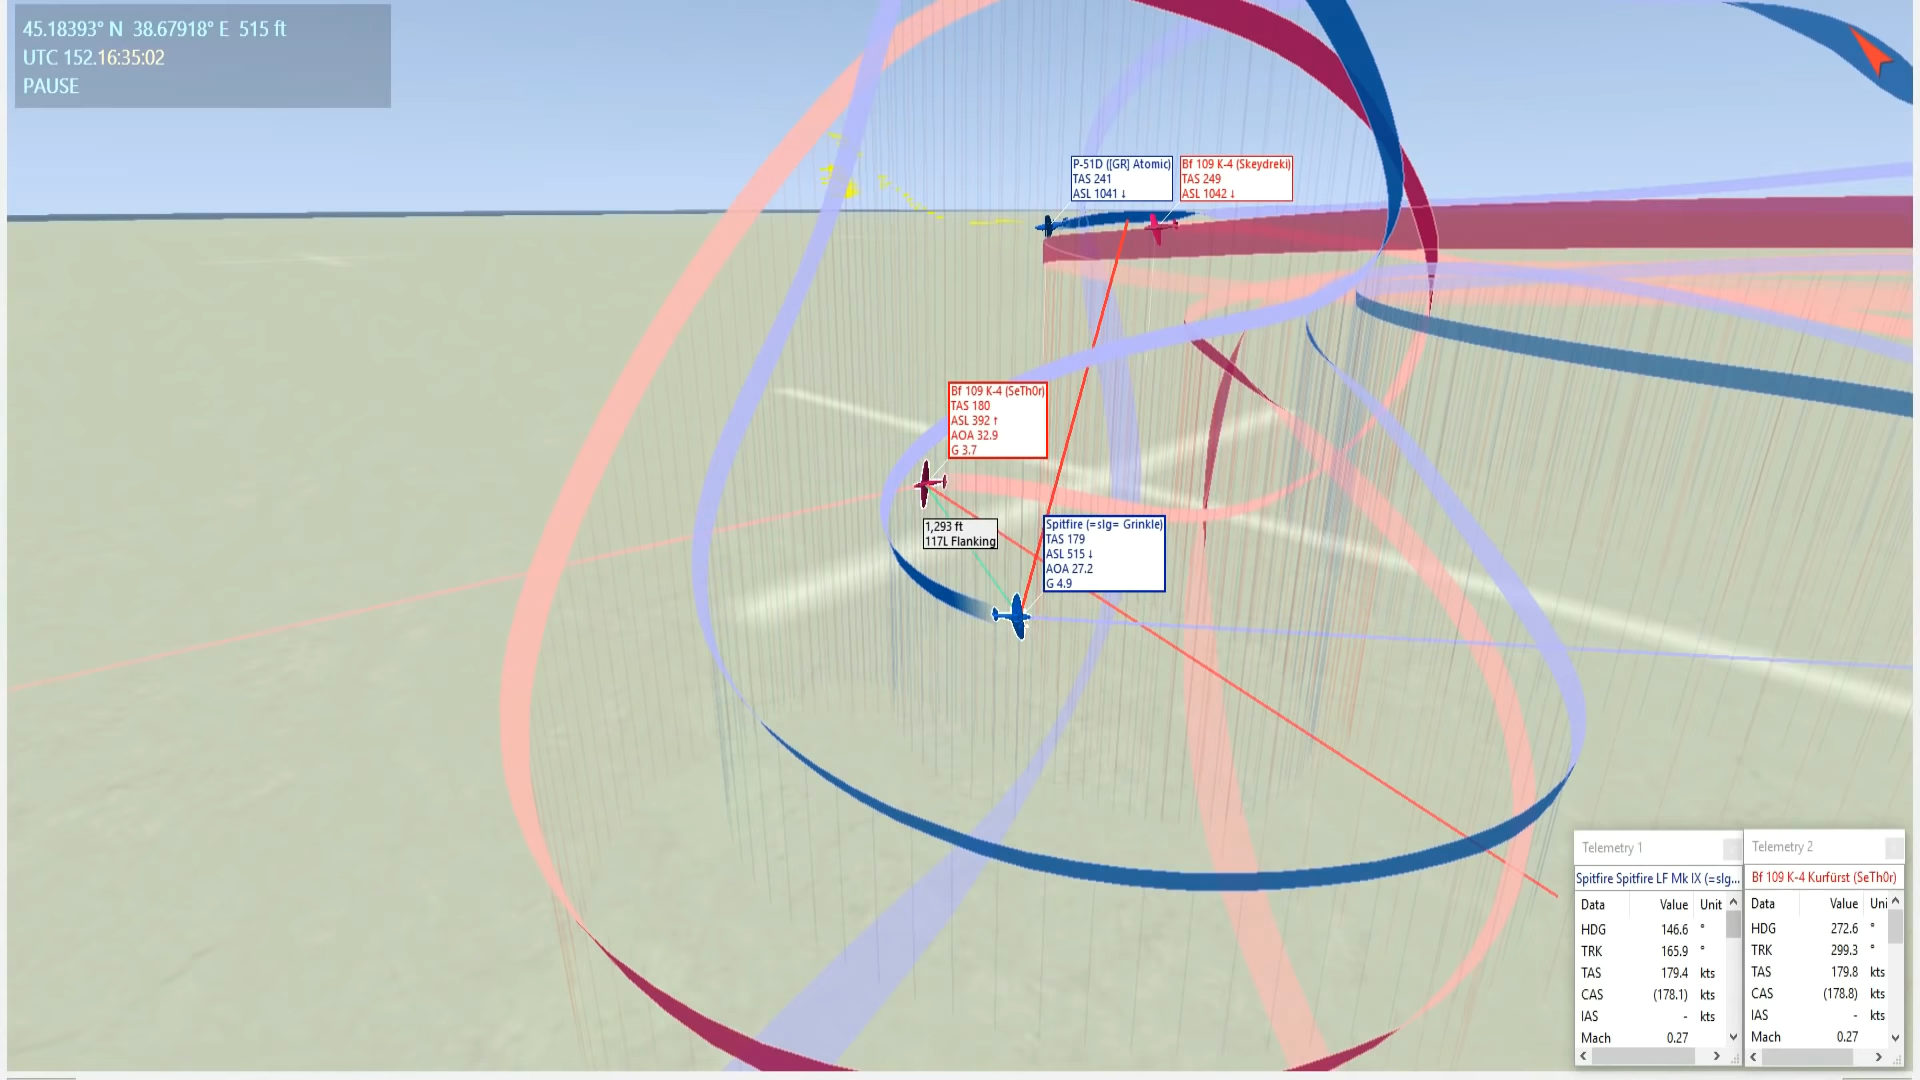 45.18393° N  38.67918° E  515 ft
UTC 152.16:35:02
PAUSE
P-51D ([GR] Atomic)
TAS 241
ASL 1041 ↓
Bf 109 K-4 (Skeydreki)
TAS 249
ASL 1042 ↓
Bf 109 K-4 (SeTh0r)
TAS 180
ASL 392 ↑
AOA 32.9
G 3.7
1,293 ft
117L Flanking
Spitfire (=slg= Grinkle)
TAS 179
ASL 515 ↓
AOA 27.2
G 4.9
Telemetry 1
Spitfire Spitfire LF Mk IX (=slg...
Data Value Unit
HDG 146.6 °
TRK 165.9 °
TAS 179.4 kts
CAS (178.1) kts
IAS - kts
Mach 0.27
Telemetry 2
Bf 109 K-4 Kurfürst (SeTh0r)
Data Value Uni
HDG 272.6 °
TRK 299.3 °
TAS 179.8 kts
CAS (178.8) kts
IAS - kts
Mach 0.27